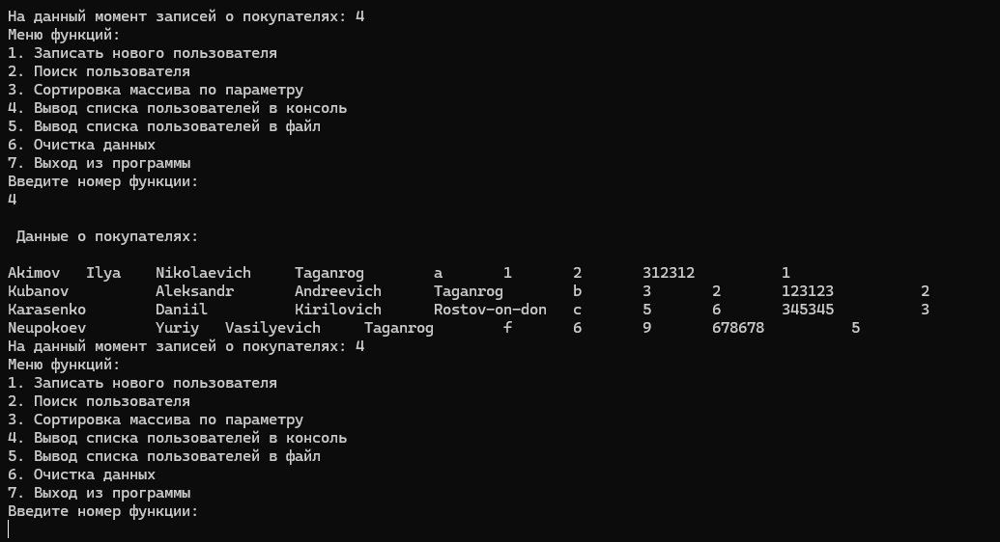 На данный момент записей о покупателях: 4
Меню функций:
1. Записать нового пользователя
2. Поиск пользователя
3. Сортировка массива по параметру
4. Вывод списка пользователей в консоль
5. Вывод списка пользователей в файл
6. Очистка данных
7. Выход из программы
Введите номер функции:
4
Данные о покупателях:
Akimov Ilya Nikolaevich Taganrog a 1 2 312312 1
Kubanov Aleksandr Andreevich Taganrog b 3 2 123123 2
Karasenko Daniil Kirilovich Rostov-on-don c 5 6 345345 3
Neupokoev Yuriy Vasilyevich Taganrog f 6 9 678678 5
На данный момент записей о покупателях: 4
Меню функций:
1. Записать нового пользователя
2. Поиск пользователя
3. Сортировка массива по параметру
4. Вывод списка пользователей в консоль
5. Вывод списка пользователей в файл
6. Очистка данных
7. Выход из программы
Введите номер функции: